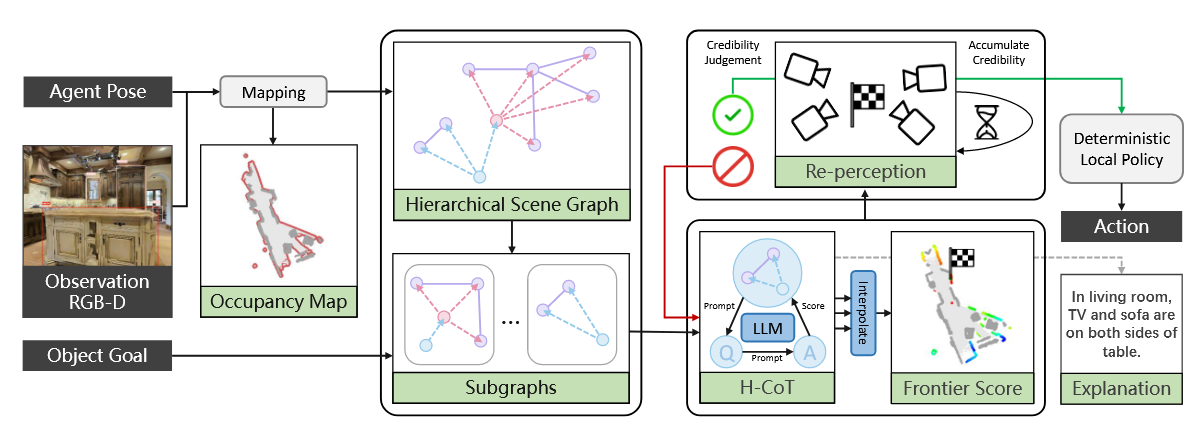 Agent Pose
Mapping
Observation
RGB-D
Occupancy Map
Object Goal
Hierarchical Scene Graph
...
Subgraphs
Credibility
Judgement
Accumulate
Credibility
Re-perception
Prompt
Score
LLM
Q
Prompt
A
H-CoT
Interpolate
Frontier Score
Deterministic
Local Policy
Action
In living room,
TV and sofa are
on both sides of
table.
Explanation